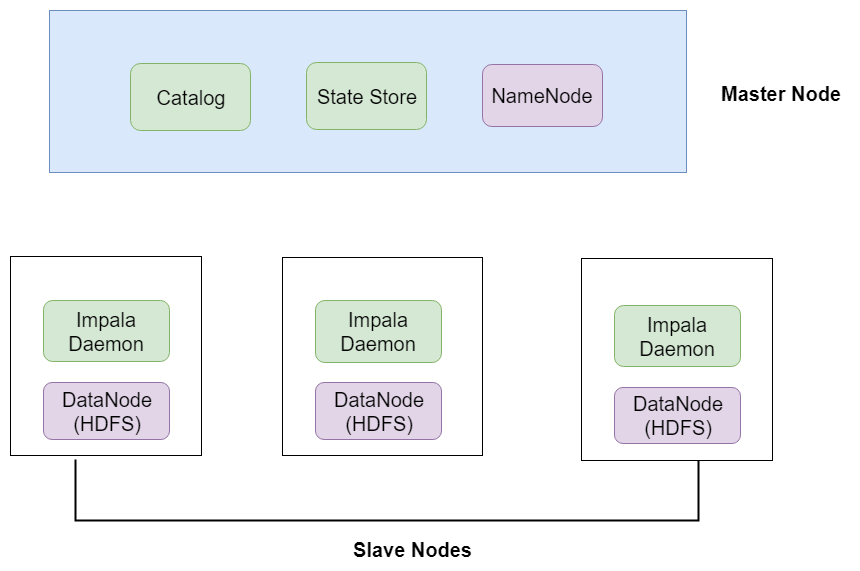 Catalog
State Store
NameNode
Master Node
Impala
Daemon
DataNode
(HDFS)
Impala
Daemon
DataNode
(HDFS)
Impala
Daemon
DataNode
(HDFS)
Slave Nodes